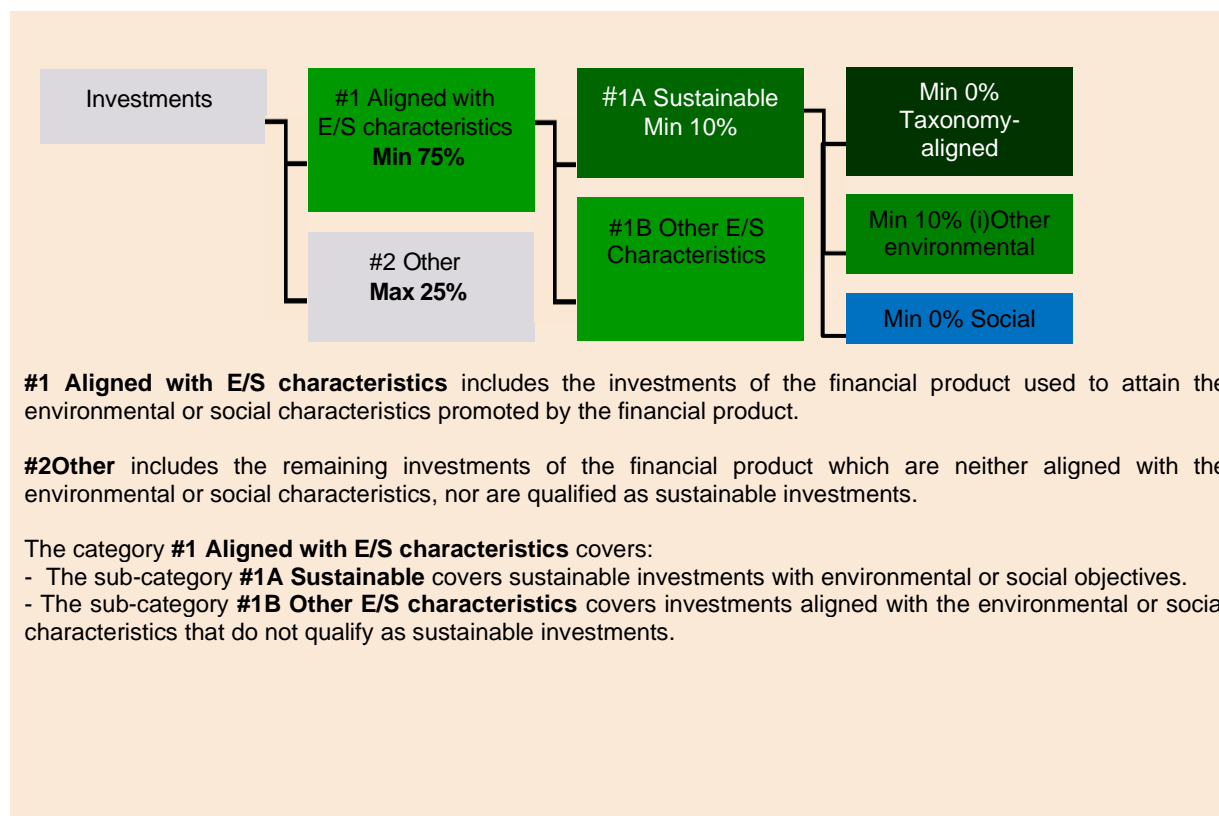 Investments
#1 Aligned with
E/S characteristics
Min 75%
#2 Other
Max 25%
#1A Sustainable
Min 10%
#1B Other E/S
Characteristics
Min 0%
Taxonomy-
aligned
Min 10% (i)Other
environmental
Min 0% Social
#1 Aligned with E/S characteristics includes the investments of the financial product used to attain the
environmental or social characteristics promoted by the financial product.
#2Other includes the remaining investments of the financial product which are neither aligned with the
environmental or social characteristics, nor are qualified as sustainable investments.
The category #1 Aligned with E/S characteristics covers:
- The sub-category #1A Sustainable covers sustainable investments with environmental or social objectives.
- The sub-category #1B Other E/S characteristics covers investments aligned with the environmental or social
characteristics that do not qualify as sustainable investments.